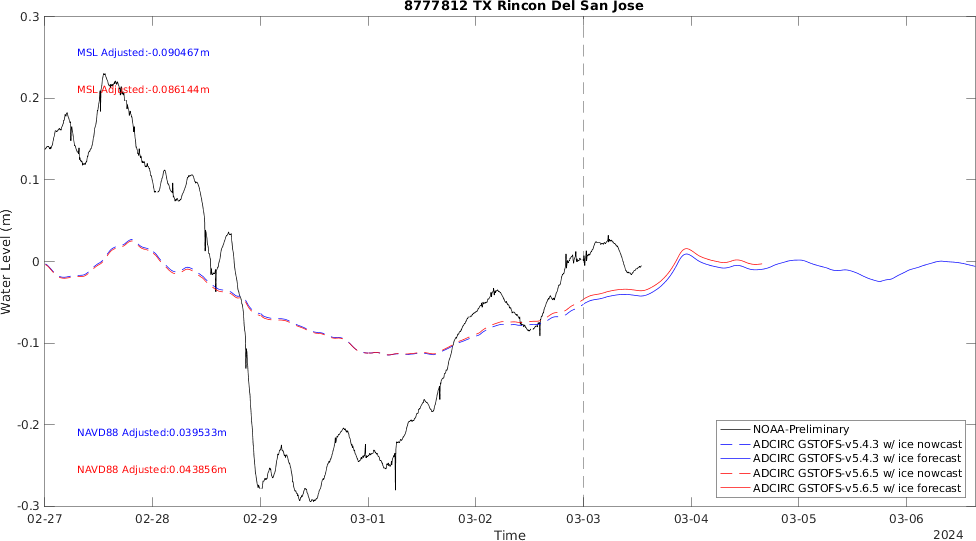 8777812 TX Rincon Del San Jose
0.3
MSL Adjusted:-0.090467m
MSL Adjusted:-0.086144m
0.2
0.1
0
-0.1
-0.2
-0.3
Water Level (m)
NAVD88 Adjusted:0.039533m
NAVD88 Adjusted:0.043856m
NOAA-Preliminary
ADCIRC GSTOFS-v5.4.3 w/ ice nowcast
ADCIRC GSTOFS-v5.4.3 w/ ice forecast
ADCIRC GSTOFS-v5.6.5 w/ ice nowcast
ADCIRC GSTOFS-v5.6.5 w/ ice forecast
02-27 02-28 02-29 03-01 03-02 03-03 03-04 03-05 03-06
Time
2024